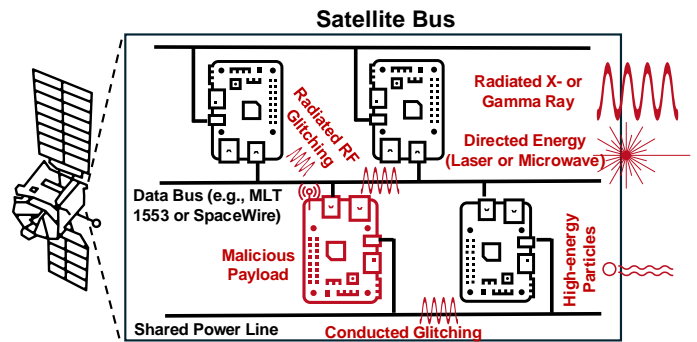 Satellite Bus
Radiated X- or
Gamma Ray
Radiated RF
Glitching
Directed Energy
(Laser or Microwave)
Data Bus (e.g., MLT
1553 or SpaceWire)
Malicious
Payload
High-energy
Particles
Shared Power Line
Conducted Glitching